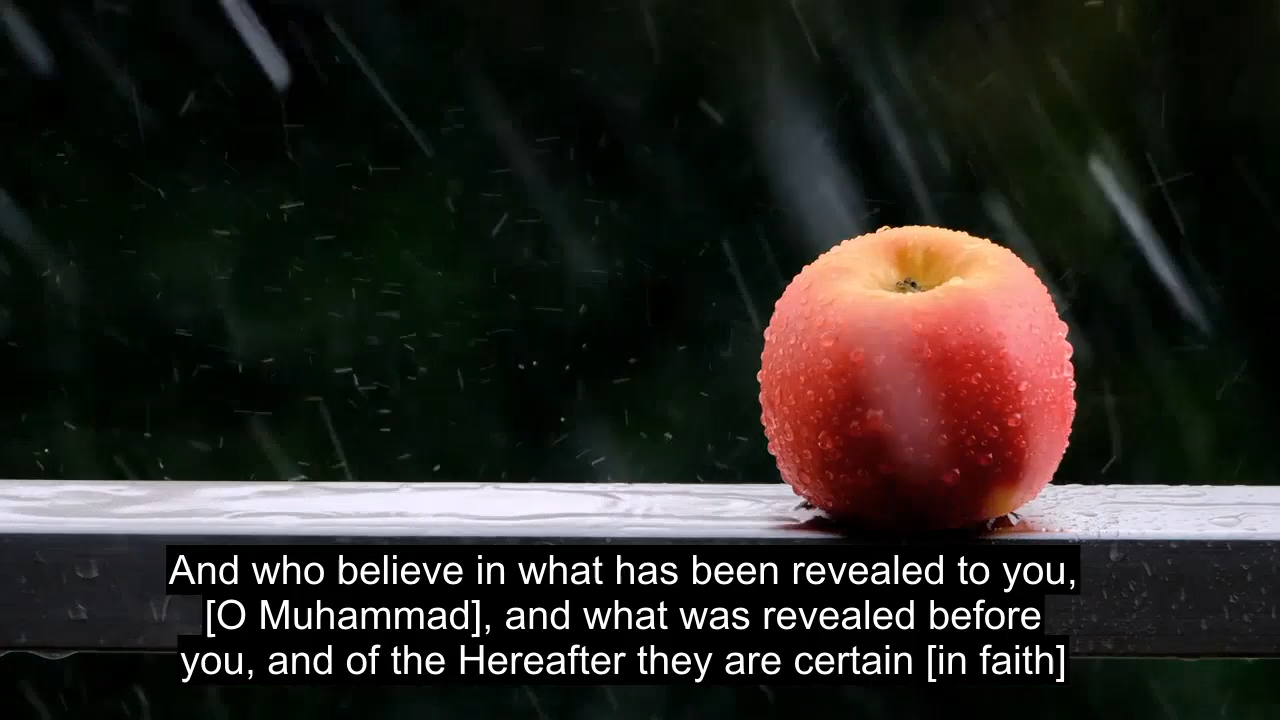 And who believe in what has been revealed to you,
[O Muhammad], and what was revealed before
you, and of the Hereafter they are certain [in faith]